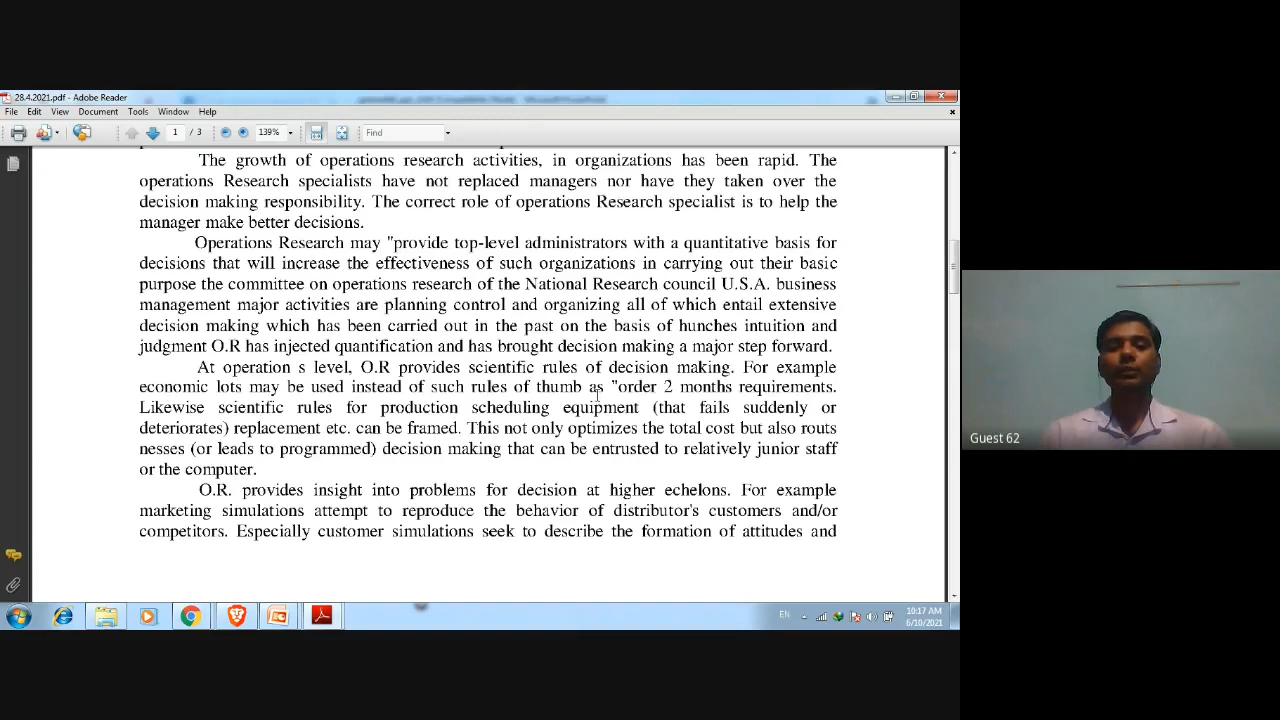 28.4.2021.pdf - Adobe Reader
File Edit View Document Tools Window Help
1 / 3 139% Find
The growth of operations research activities, in organizations has been rapid. The
operations Research specialists have not replaced managers nor have they taken over the
decision making responsibility. The correct role of operations Research specialist is to help the
manager make better decisions.
Operations Research may "provide top-level administrators with a quantitative basis for
decisions that will increase the effectiveness of such organizations in carrying out their basic
purpose the committee on operations research of the National Research council U.S.A. business
management major activities are planning control and organizing all of which entail extensive
decision making which has been carried out in the past on the basis of hunches intuition and
judgment O.R has injected quantification and has brought decision making a major step forward.
At operation s level, O.R provides scientific rules of decision making. For example
economic lots may be used instead of such rules of thumb as "order 2 months requirements.
Likewise scientific rules for production scheduling equipment (that fails suddenly or
deteriorates) replacement etc. can be framed. This not only optimizes the total cost but also routs
nesses (or leads to programmed) decision making that can be entrusted to relatively junior staff
or the computer.
O.R. provides insight into problems for decision at higher echelons. For example
marketing simulations attempt to reproduce the behavior of distributor's customers and/or
competitors. Especially customer simulations seek to describe the formation of attitudes and
Guest 62
EN
10:17 AM
6/10/2021